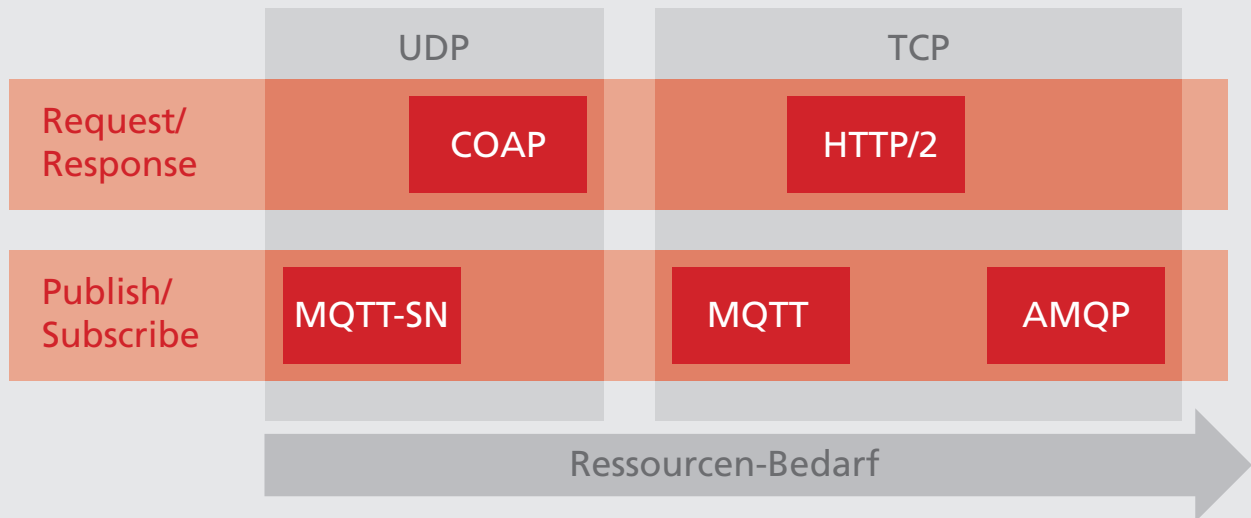 UDP
TCP
Request/
Response
COAP
HTTP/2
Publish/
Subscribe
MQTT-SN
MQTT
AMQP
Ressourcen-Bedarf